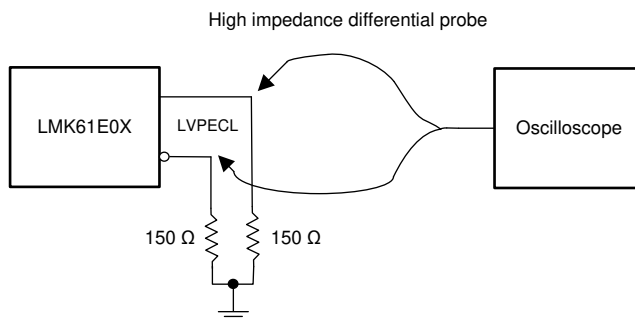 High impedance differential probe
LMK61E0X
LVPECL
Oscilloscope
150 Ω
150 Ω